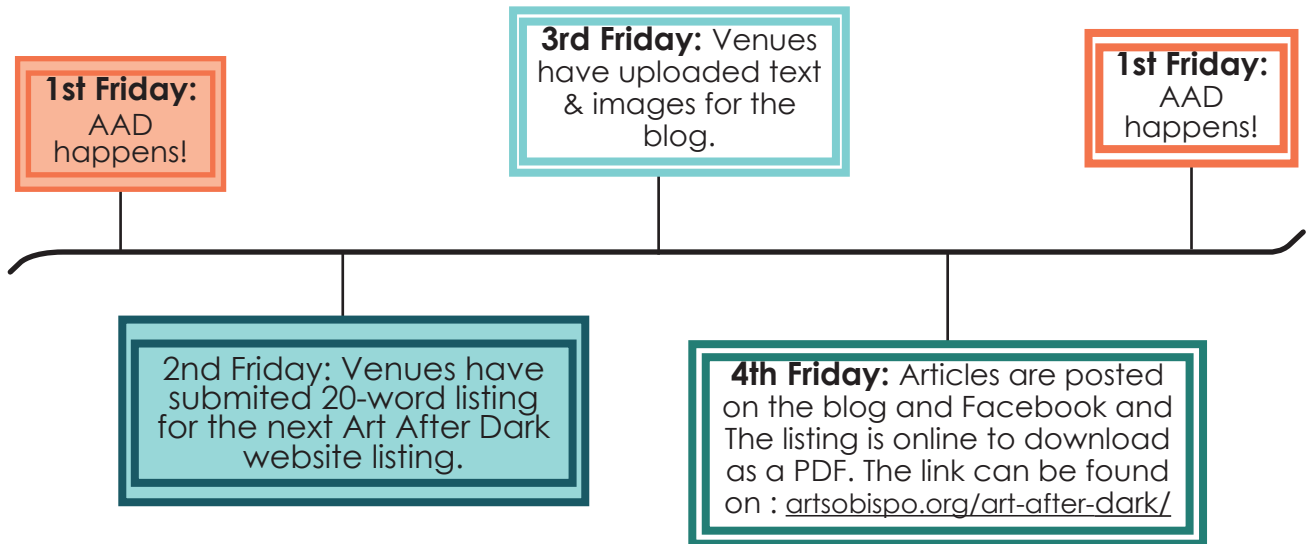 1st Friday:
AAD
happens!
2nd Friday: Venues have
submited 20-word listing
for the next Art After Dark
website listing.
3rd Friday: Venues
have uploaded text
& images for the
blog.
4th Friday: Articles are posted
on the blog and Facebook and
The listing is online to download
as a PDF. The link can be found
on : artsobispo.org/art-after-dark/
1st Friday:
AAD
happens!